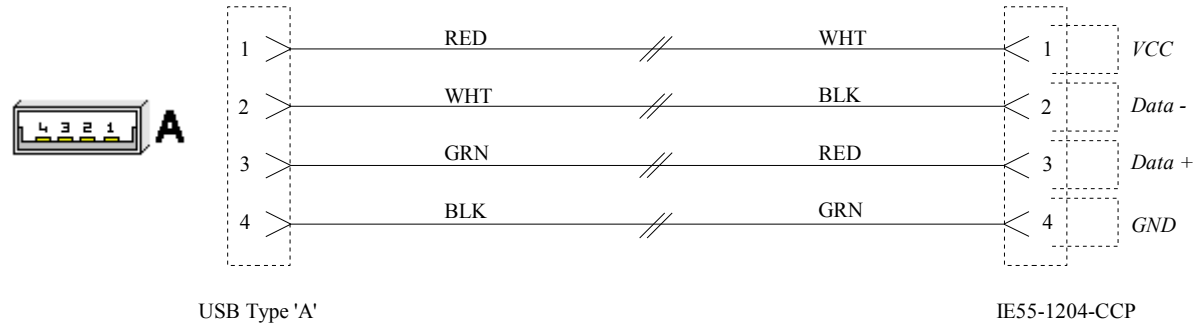 1 RED WHT 1 VCC
2 WHT BLK 2 Data -
4 3 2 1 A
3 GRN RED 3 Data +
4 BLK GRN 4 GND
USB Type 'A' IE55-1204-CCP